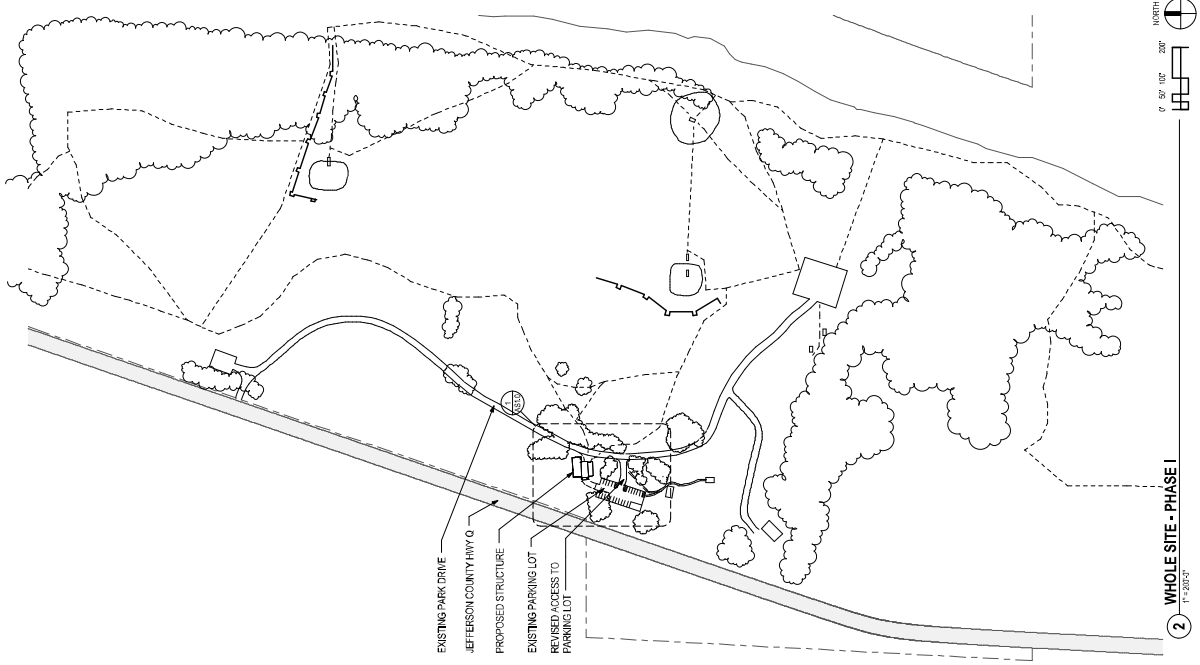 EXISTING PARK DRIVE
JEFFERSON COUNTY HWY Q
PROPOSED STRUCTURE
EXISTING PARKING LOT
REVISED ACCESS TO
PARKING LOT
1
2
WHOLE SITE - PHASE I
0' 50' 100' 200'
NORTH